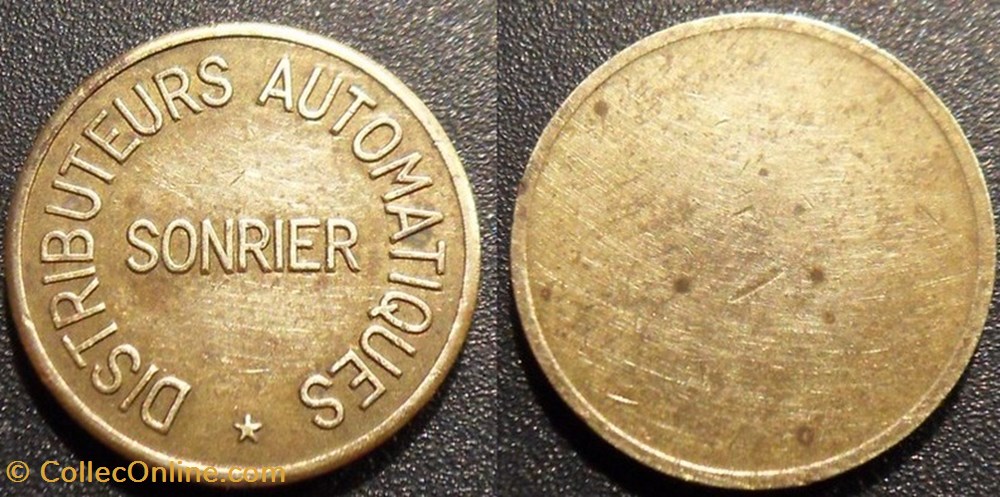 DISTRIBUTEURS AUTOMATIQUES
SONRIER
© CollecOnline.com